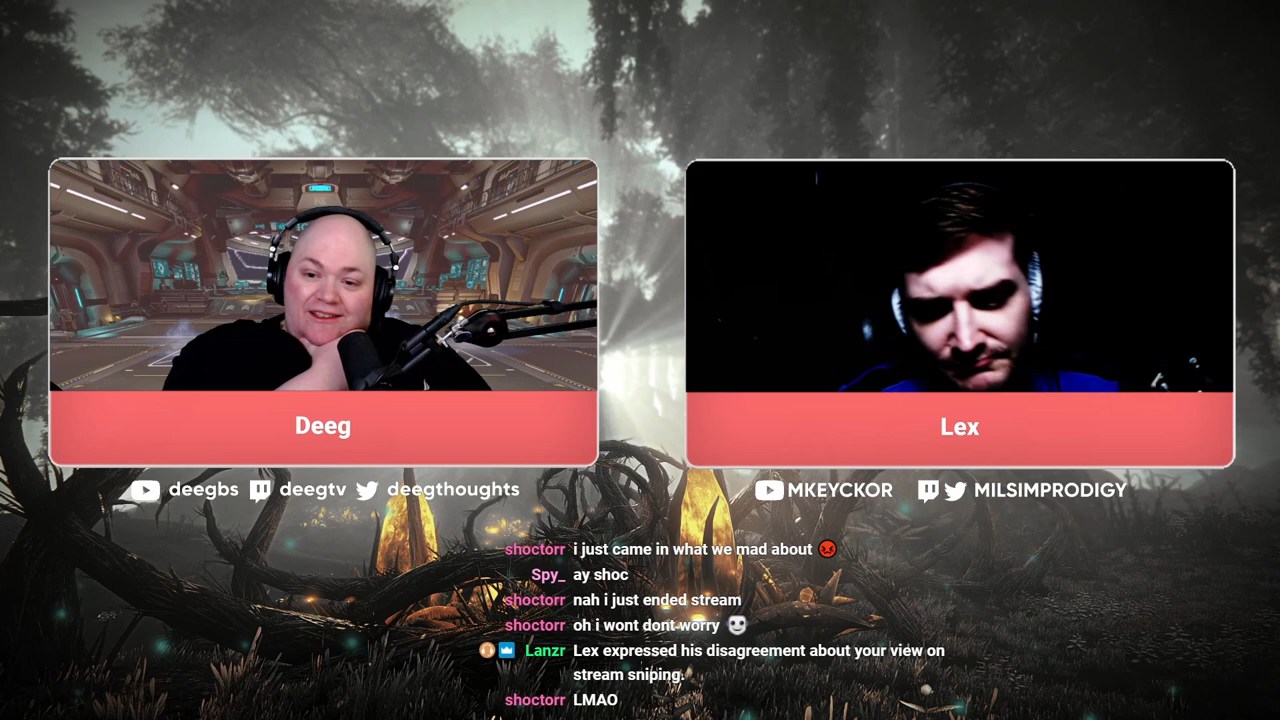 Deeg
Lex
deegbs deegtv deegthoughts
MKEYCKOR MILSIMPRODIGY
shoctorr i just came in what we mad about
Spy_ ay shoc
shoctorr nah i just ended stream
shoctorr oh i wont dont worry
Lanzr Lex expressed his disagreement about your view on
stream sniping.
shoctorr LMAO